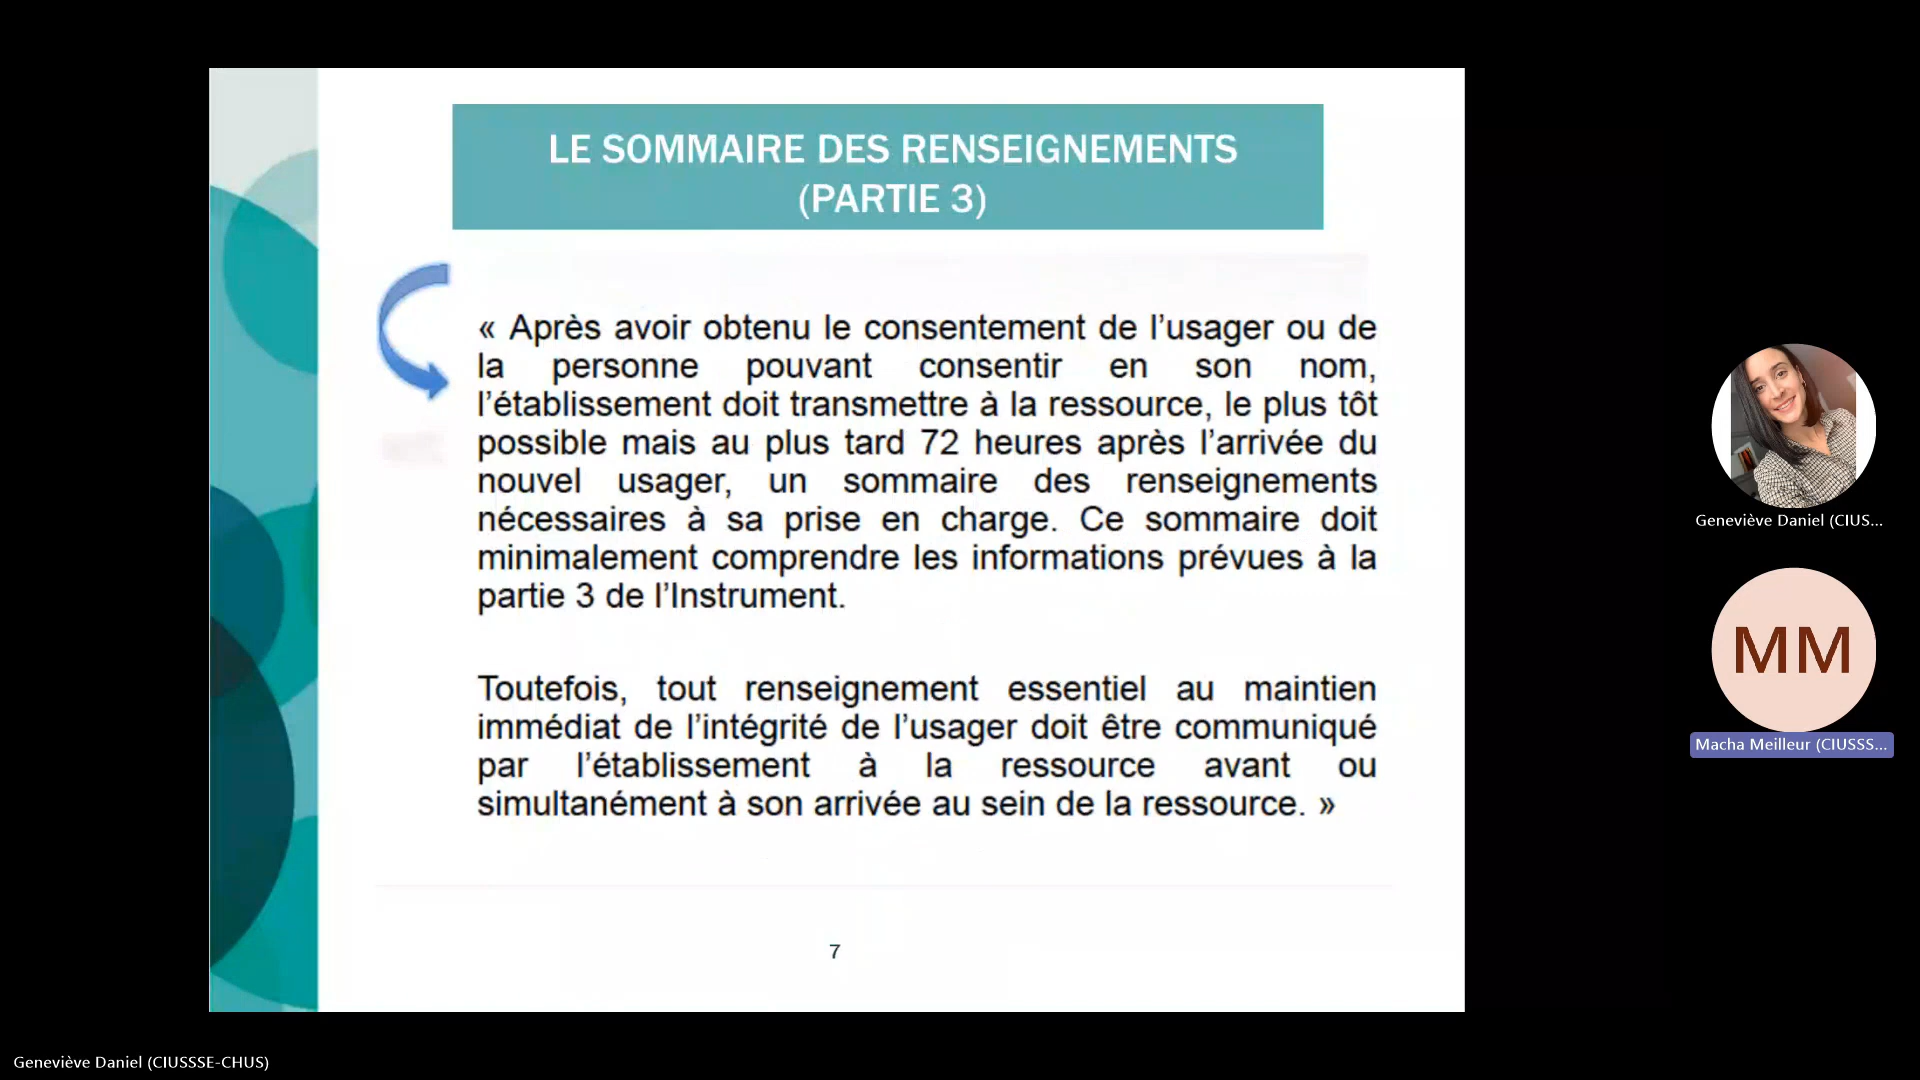 LE SOMMAIRE DES RENSEIGNEMENTS
(PARTIE 3)
« Après avoir obtenu le consentement de l’usager ou de
la personne pouvant consentir en son nom,
l’établissement doit transmettre à la ressource, le plus tôt
possible mais au plus tard 72 heures après l’arrivée du
nouvel usager, un sommaire des renseignements
nécessaires à sa prise en charge. Ce sommaire doit
minimalement comprendre les informations prévues à la
partie 3 de l’Instrument.
Toutefois, tout renseignement essentiel au maintien
immédiat de l’intégrité de l’usager doit être communiqué
par l’établissement à la ressource avant ou
simultanément à son arrivée au sein de la ressource. »
7
Geneviève Daniel (CIUS...
MM
Macha Meilleur (CIUSSS...
Geneviève Daniel (CIUSSSE-CHUS)